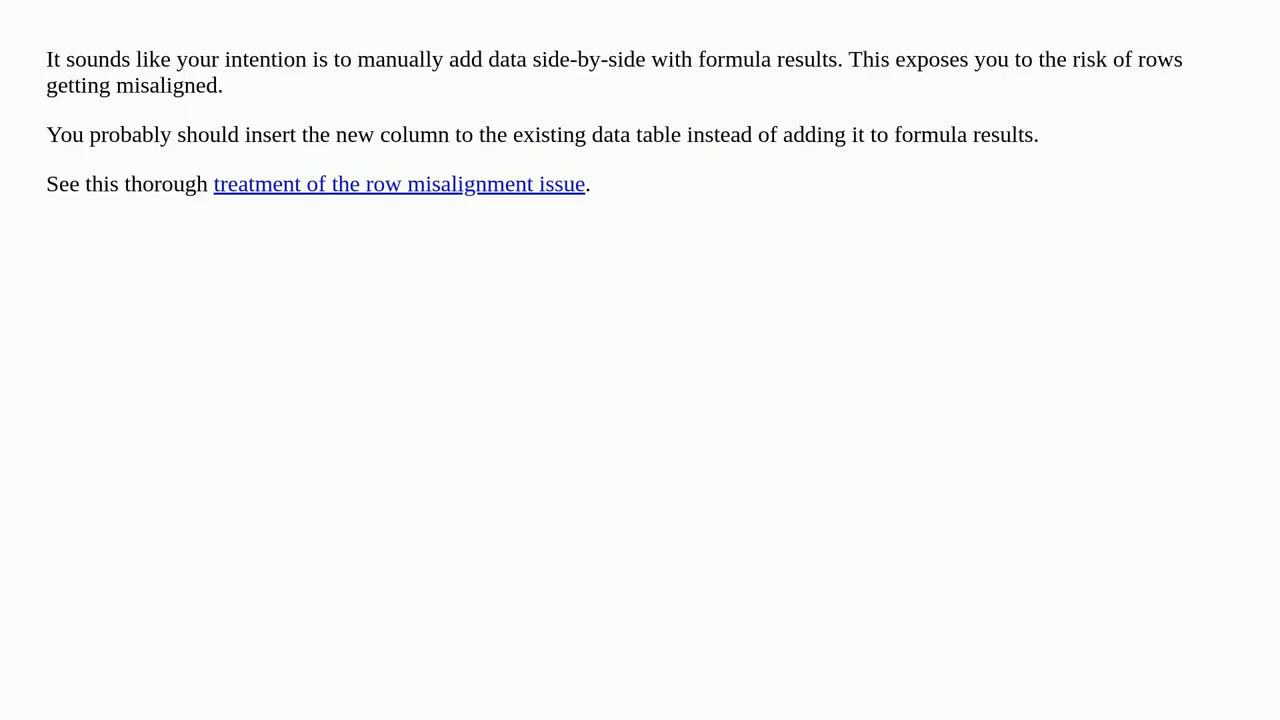 It sounds like your intention is to manually add data side-by-side with formula results. This exposes you to the risk of rows
getting misaligned.
You probably should insert the new column to the existing data table instead of adding it to formula results.
See this thorough treatment of the row misalignment issue.